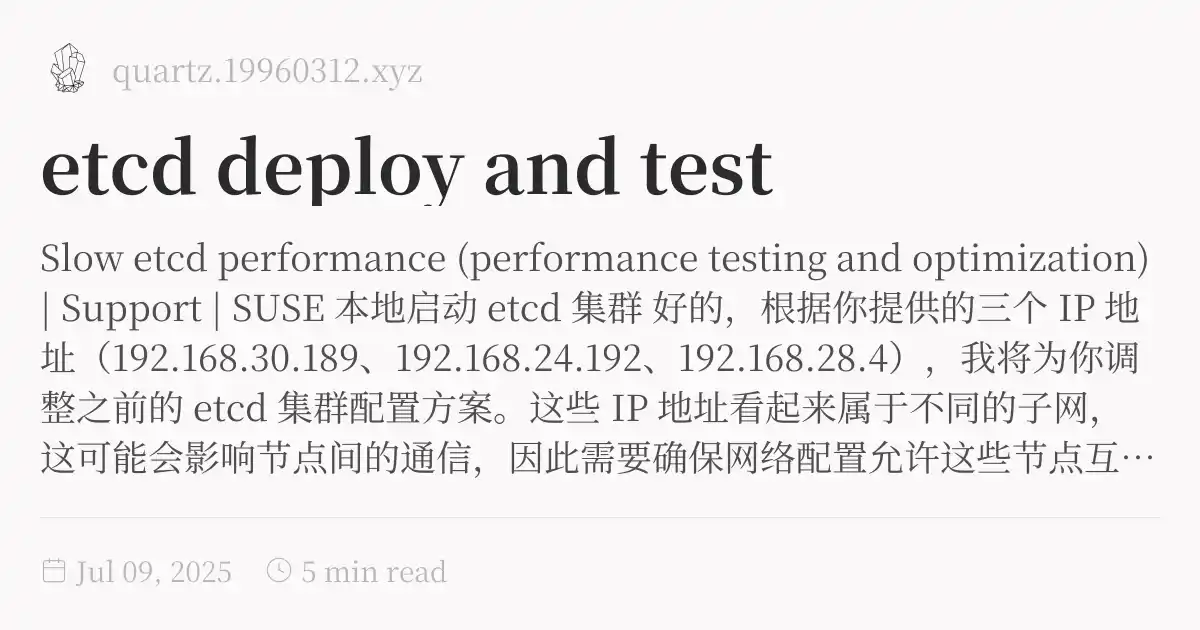 quartz.19960312.xyz
etcd deploy and test
Slow etcd performance (performance testing and optimization)
| Support | SUSE 本地启动 etcd 集群 好的，根据你提供的三个 IP 地
址（192.168.30.189、192.168.24.192、192.168.28.4），我将为你调
整之前的 etcd 集群配置方案。这些 IP 地址看起来属于不同的子网，
这可能会影响节点间的通信，因此需要确保网络配置允许这些节点互…
Jul 09, 2025 5 min read